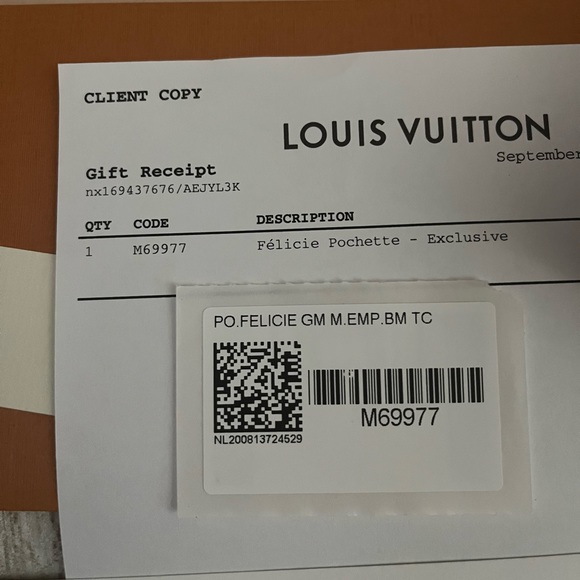 CLIENT COPY
LOUIS VUITTON
September
Gift Receipt
nx169437676/AEJYL3K
QTY CODE DESCRIPTION
1 M69977 Félicie Pochette - Exclusive
PO.FELICIE GM M.EMP.BM TC
M69977
NL200813724529